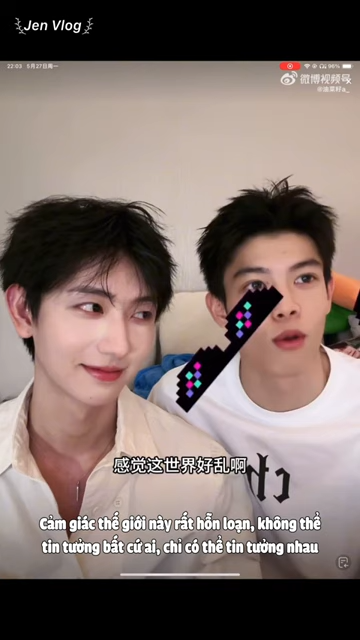 Jen Vlog
22:03 5月27日周一
96%
微博视频号
感觉这世界好乱啊
Cảm giác thế giới này rất hỗn loạn, không thể
tin tưởng bất cứ ai, chỉ có thể tin tưởng nhau